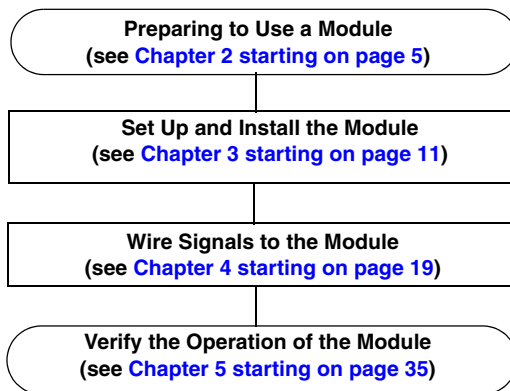 Preparing to Use a Module
(see Chapter 2 starting on page 5)
Set Up and Install the Module
(see Chapter 3 starting on page 11)
Wire Signals to the Module
(see Chapter 4 starting on page 19)
Verify the Operation of the Module
(see Chapter 5 starting on page 35)